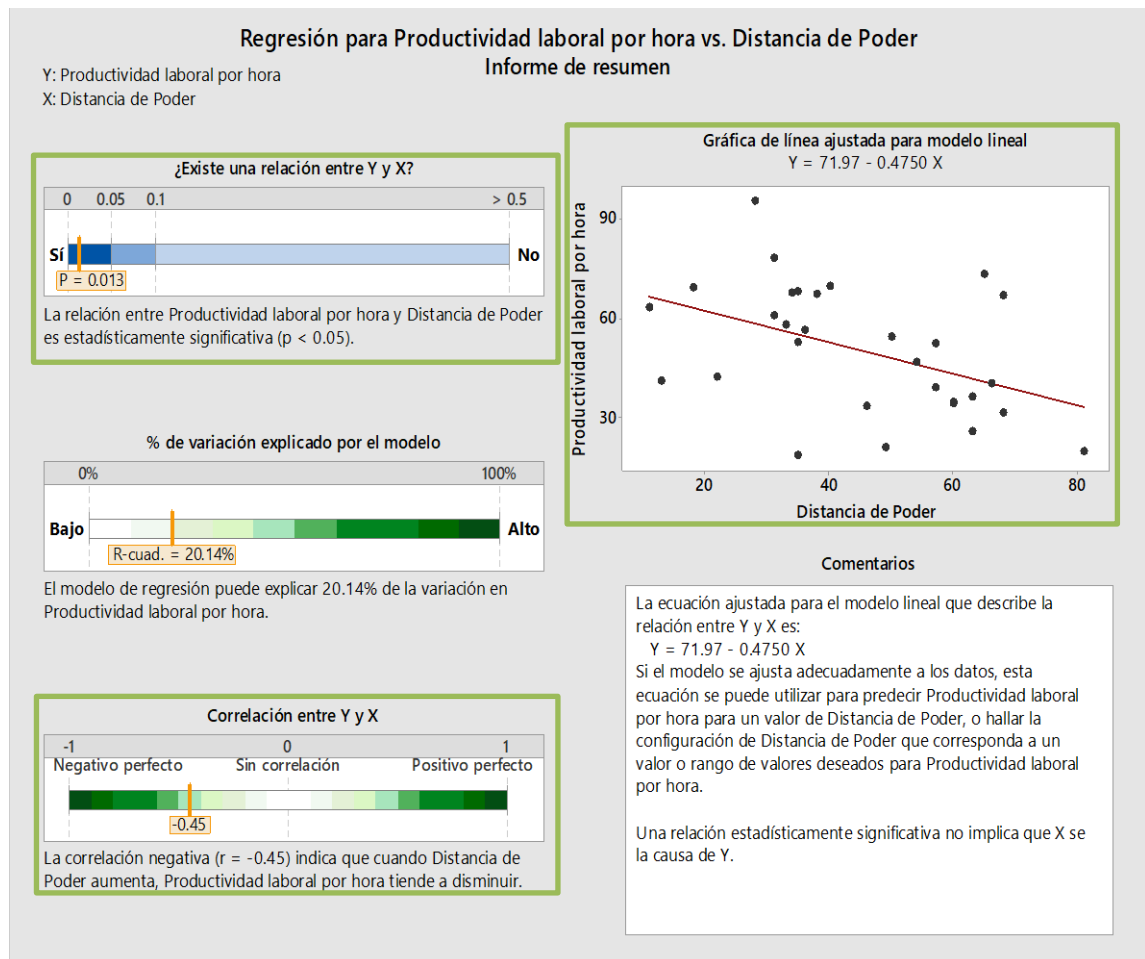 Regresión para Productividad laboral por hora vs. Distancia de Poder
Informe de resumen
Y: Productividad laboral por hora
X: Distancia de Poder
¿Existe una relación entre Y y X?
0 0.05 0.1 > 0.5
Sí No
P = 0.013
La relación entre Productividad laboral por hora y Distancia de Poder
es estadísticamente significativa (p < 0.05).
% de variación explicado por el modelo
0% 100%
Bajo Alto
R-cuad. = 20.14%
El modelo de regresión puede explicar 20.14% de la variación en
Productividad laboral por hora.
Correlación entre Y y X
-1 0 1
Negativo perfecto Sin correlación Positivo perfecto
-0.45
La correlación negativa (r = -0.45) indica que cuando Distancia de
Poder aumenta, Productividad laboral por hora tiende a disminuir.
Gráfica de línea ajustada para modelo lineal
Y = 71.97 - 0.4750 X
Productividad laboral por hora
90
60
30
20 40 60 80
Distancia de Poder
Comentarios
La ecuación ajustada para el modelo lineal que describe la
relación entre Y y X es:
Y = 71.97 - 0.4750 X
Si el modelo se ajusta adecuadamente a los datos, esta
ecuación se puede utilizar para predecir Productividad laboral
por hora para un valor de Distancia de Poder, o hallar la
configuración de Distancia de Poder que corresponda a un
valor o rango de valores deseados para Productividad laboral
por hora.
Una relación estadísticamente significativa no implica que X se
la causa de Y.